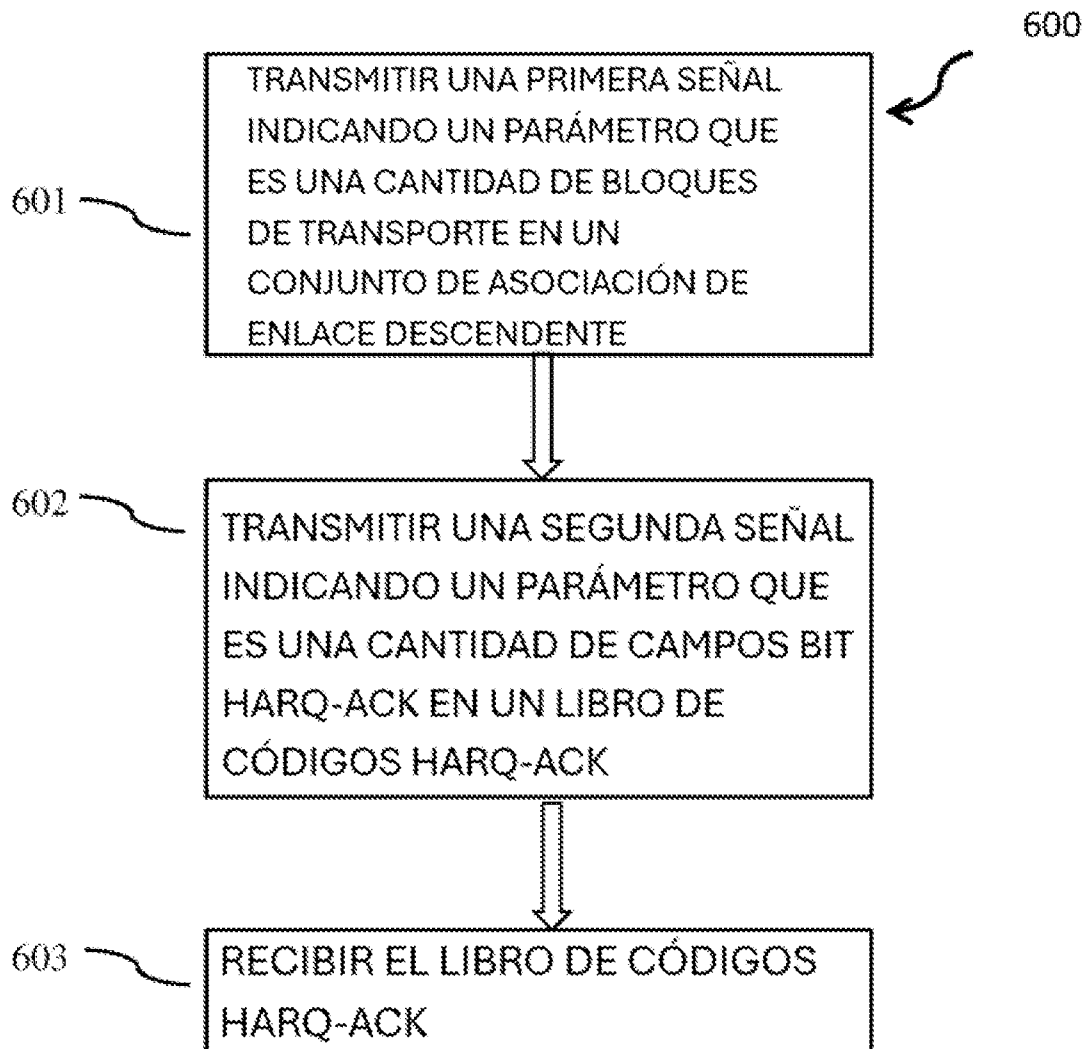 600
TRANSMITIR UNA PRIMERA SEÑAL
INDICANDO UN PARÁMETRO QUE
ES UNA CANTIDAD DE BLOQUES
DE TRANSPORTE EN UN
CONJUNTO DE ASOCIACIÓN DE
ENLACE DESCENDENTE
601
602
TRANSMITIR UNA SEGUNDA SEÑAL
INDICANDO UN PARÁMETRO QUE
ES UNA CANTIDAD DE CAMPOS BIT
HARQ-ACK EN UN LIBRO DE
CÓDIGOS HARQ-ACK
603
RECIBIR EL LIBRO DE CÓDIGOS
HARQ-ACK